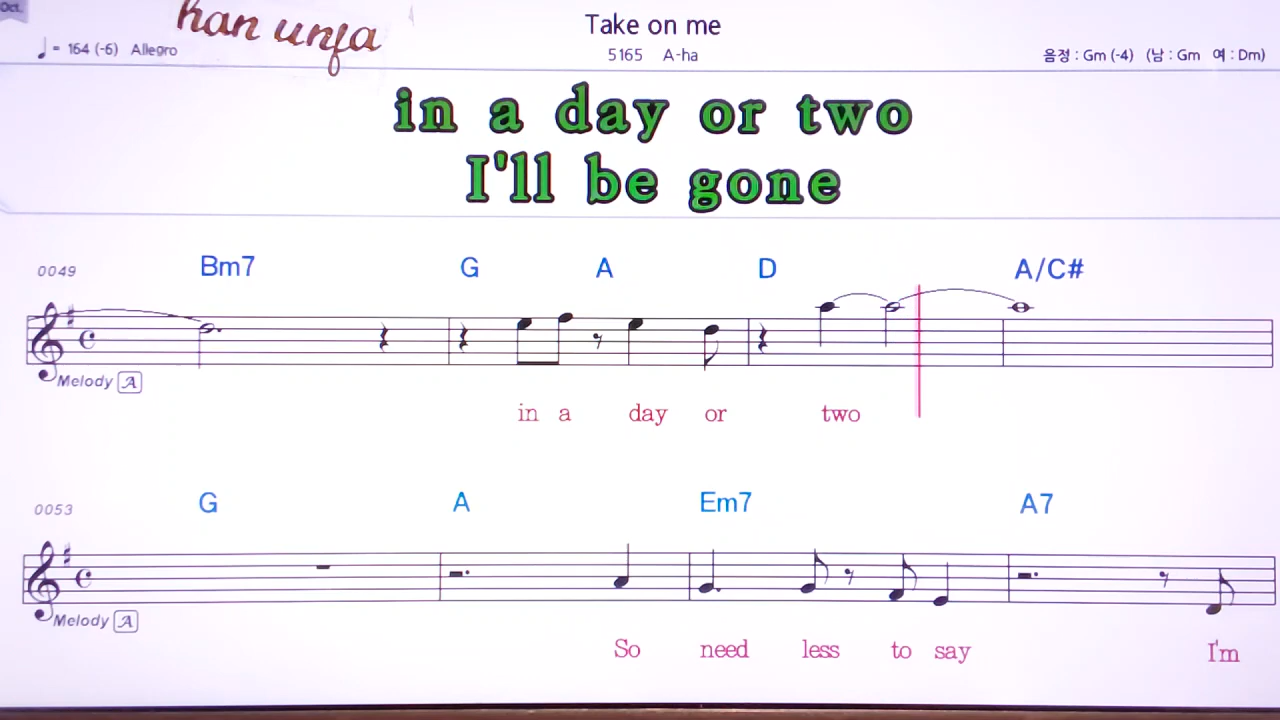 Oct.
han unfa
♩ = 164 (-6) Allegro
Take on me
5165 A-ha
음정 : Gm (-4) (남 : Gm 여 : Dm)
in a day or two
I'll be gone
0049
Bm7 G A D A/C#
Melody A
in a day or two
0053
G A Em7 A7
Melody A
So need less to say I'm